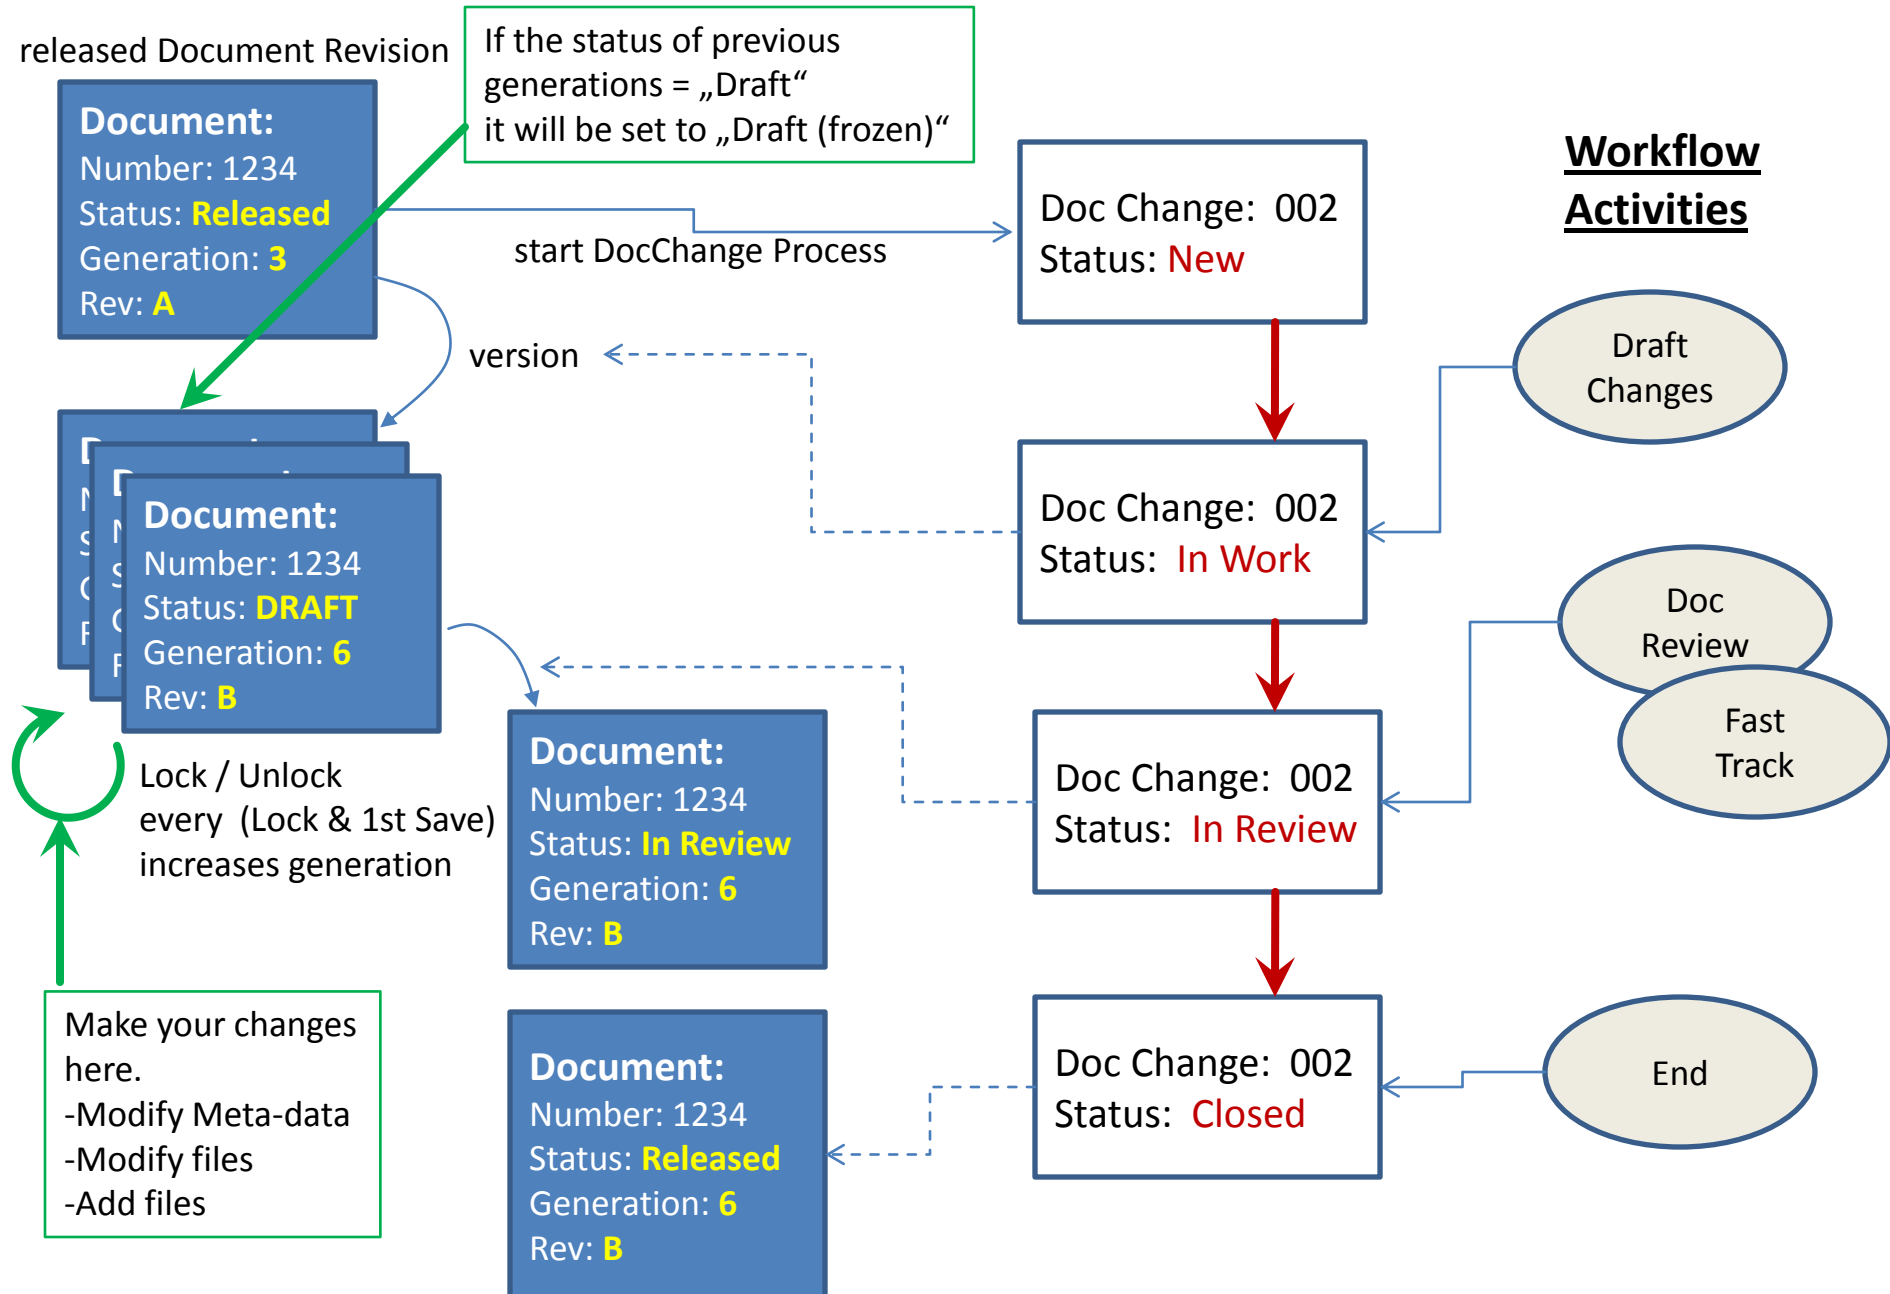 released Document Revision
If the status of previous
generations = „Draft“
it will be set to „Draft (frozen)“
Document:
Number: 1234
Status: Released
Generation: 3
Rev: A
start DocChange Process
Doc Change:  002
Status: New
Workflow
Activities
version
Draft
Changes
Document:
Number: 1234
Status: DRAFT
Generation: 6
Rev: B
Doc Change:  002
Status:  In Work
Doc
Review
Fast
Track
Lock / Unlock
every  (Lock & 1st Save)
increases generation
Document:
Number: 1234
Status: In Review
Generation: 6
Rev: B
Doc Change:  002
Status:  In Review
Make your changes
here.
-Modify Meta-data
-Modify files
-Add files
Document:
Number: 1234
Status: Released
Generation: 6
Rev: B
Doc Change:  002
Status:  Closed
End